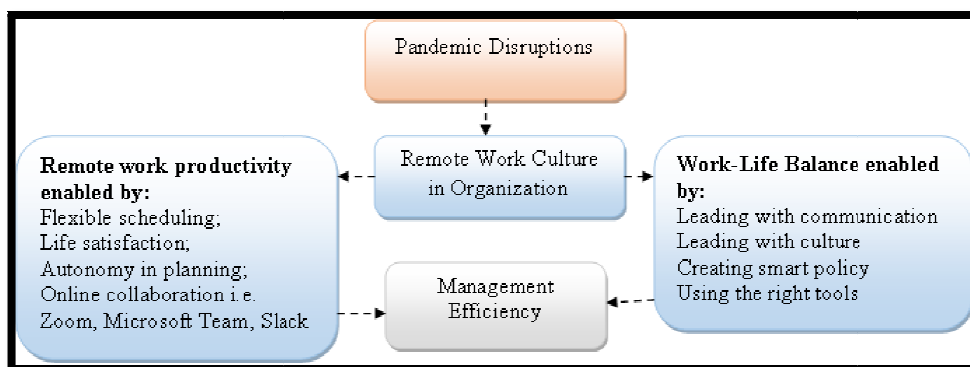 Pandemic Disruptions
Remote Work Culture
in Organization
Remote work productivity
enabled by:
Flexible scheduling;
Life satisfaction;
Autonomy in planning;
Online collaboration i.e.
Zoom, Microsoft Team, Slack
Work-Life Balance enabled
by:
Leading with communication
Leading with culture
Creating smart policy
Using the right tools
Management
Efficiency